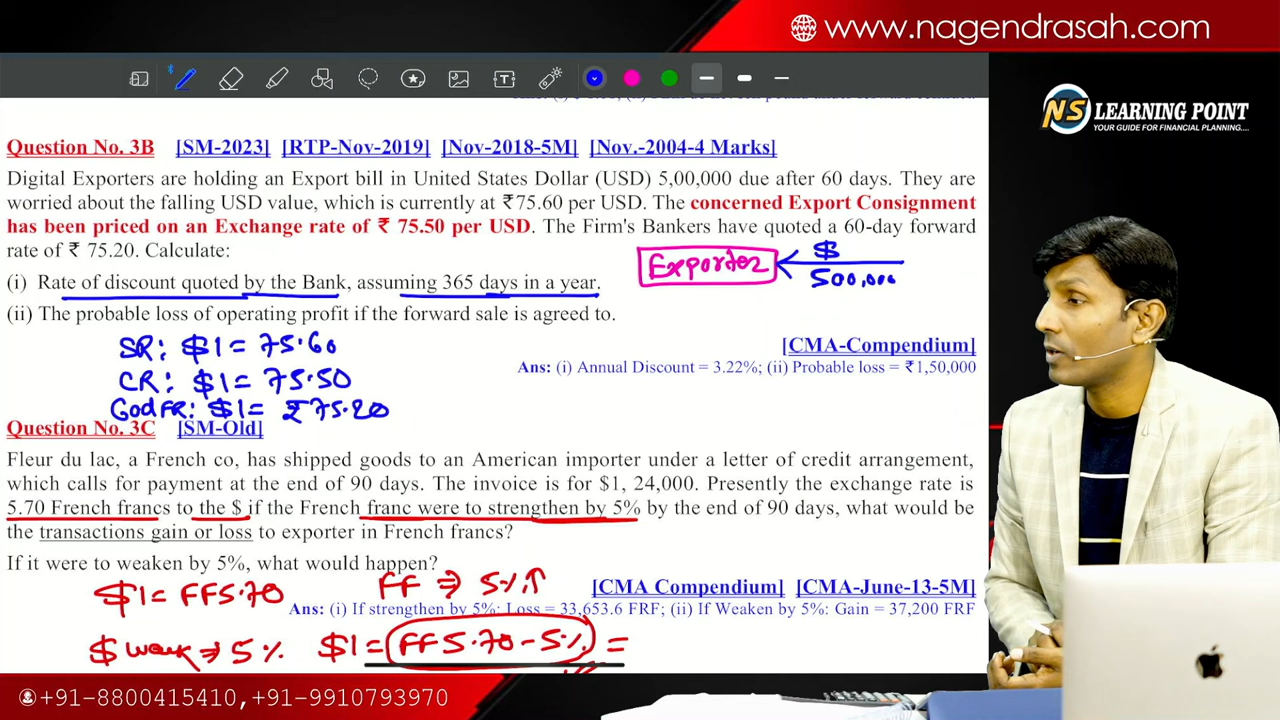 www.nagendrasah.com
NS LEARNING POINT
YOUR GUIDE FOR FINANCIAL PLANNING....
Question No. 3B [SM-2023] [RTP-Nov-2019] [Nov-2018-5M] [Nov.-2004-4 Marks]
Digital Exporters are holding an Export bill in United States Dollar (USD) 5,00,000 due after 60 days. They are
worried about the falling USD value, which is currently at ₹75.60 per USD. The concerned Export Consignment
has been priced on an Exchange rate of ₹ 75.50 per USD. The Firm's Bankers have quoted a 60-day forward
rate of ₹ 75.20. Calculate:
Exporter $ 500,000
(i) Rate of discount quoted by the Bank, assuming 365 days in a year.
(ii) The probable loss of operating profit if the forward sale is agreed to.
SR: $1 = 75.60
[CMA-Compendium]
Ans: (i) Annual Discount = 3.22%; (ii) Probable loss = ₹1,50,000
CR: $1 = 75.50
60d FR: $1 = ₹75.20
Question No. 3C [SM-Old]
Fleur du lac, a French co, has shipped goods to an American importer under a letter of credit arrangement,
which calls for payment at the end of 90 days. The invoice is for $1, 24,000. Presently the exchange rate is
5.70 French francs to the $ if the French franc were to strengthen by 5% by the end of 90 days, what would be
the transactions gain or loss to exporter in French francs?
If it were to weaken by 5%, what would happen?
$1 = FF5.70 FF ⇒ 5%↑
[CMA Compendium] [CMA-June-13-5M]
Ans: (i) If strengthen by 5%: Loss = 33,653.6 FRF; (ii) If Weaken by 5%: Gain = 37,200 FRF
$ weak ⇒ 5% $1 = FF 5.70 - 5% =
+91-8800415410,+91-9910793970